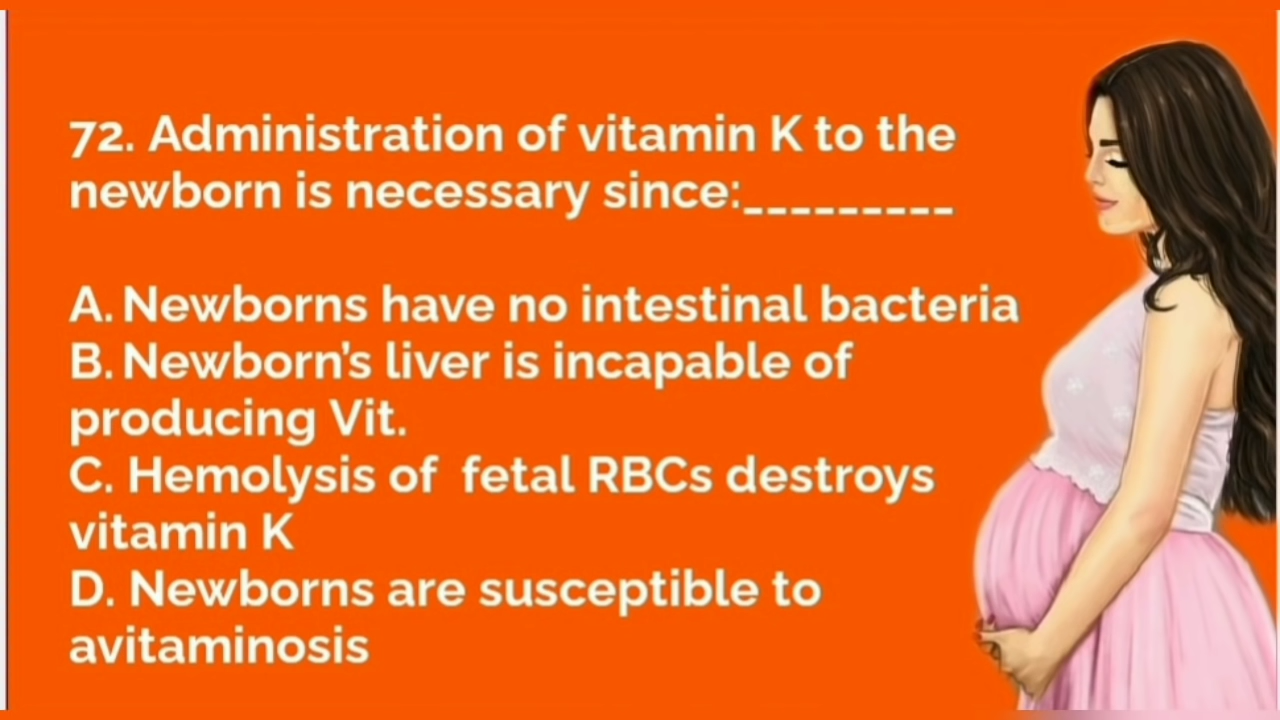 72. Administration of vitamin K to the
newborn is necessary since:_________
A. Newborns have no intestinal bacteria
B. Newborn's liver is incapable of
producing Vit.
C. Hemolysis of fetal RBCs destroys
vitamin K
D. Newborns are susceptible to
avitaminosis